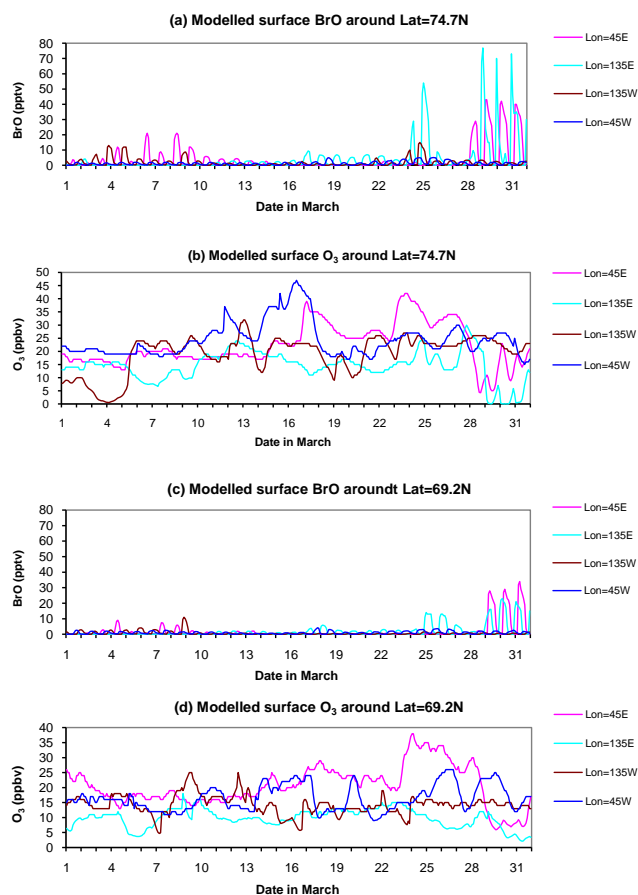 (a) Modelled surface BrO around Lat=74.7N
BrO (pptv)
80
70
60
50
40
30
20
10
0
1 4 7 10 13 16 19 22 25 28 31
Date in March
Lon=45E
Lon=135E
Lon=135W
Lon=45W
(b) Modelled surface O₃ around Lat=74.7N
O₃ (ppbv)
50
45
40
35
30
25
20
15
10
5
0
1 4 7 10 13 16 19 22 25 28 31
Date in March
Lon=45E
Lon=135E
Lon=135W
Lon=45W
(c) Modelled surface BrO aroundt Lat=69.2N
BrO (pptv)
80
70
60
50
40
30
20
10
0
1 4 7 10 13 16 19 22 25 28 31
Date in March
Lon=45E
Lon=135E
Lon=135W
Lon=45W
(d) Modelled surface O₃ around Lat=69.2N
O₃ (ppbv)
40
35
30
25
20
15
10
5
0
1 4 7 10 13 16 19 22 25 28 31
Date in March
Lon=45E
Lon=135E
Lon=135W
Lon=45W